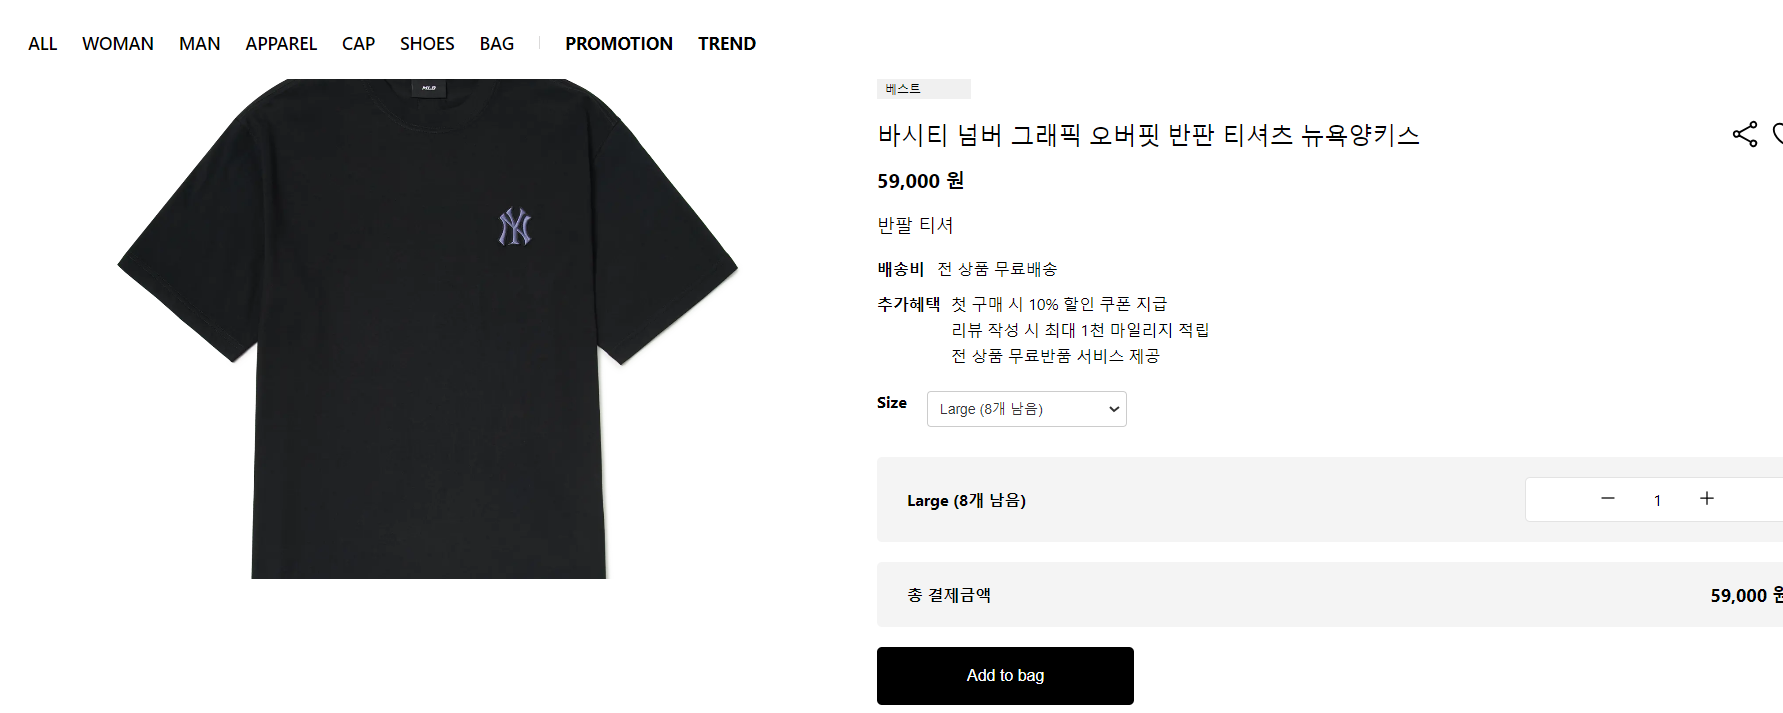 ALL WOMAN MAN APPAREL CAP SHOES BAG PROMOTION TREND
MLB
NY
베스트
바시티 넘버 그래픽 오버핏 반판 티셔츠 뉴욕양키스
59,000 원
반팔 티셔
배송비 전 상품 무료배송
추가혜택 첫 구매 시 10% 할인 쿠폰 지급
리뷰 작성 시 최대 1천 마일리지 적립
전 상품 무료반품 서비스 제공
Size Large (8개 남음)
Large (8개 남음) − 1 +
총 결제금액 59,000 원
Add to bag